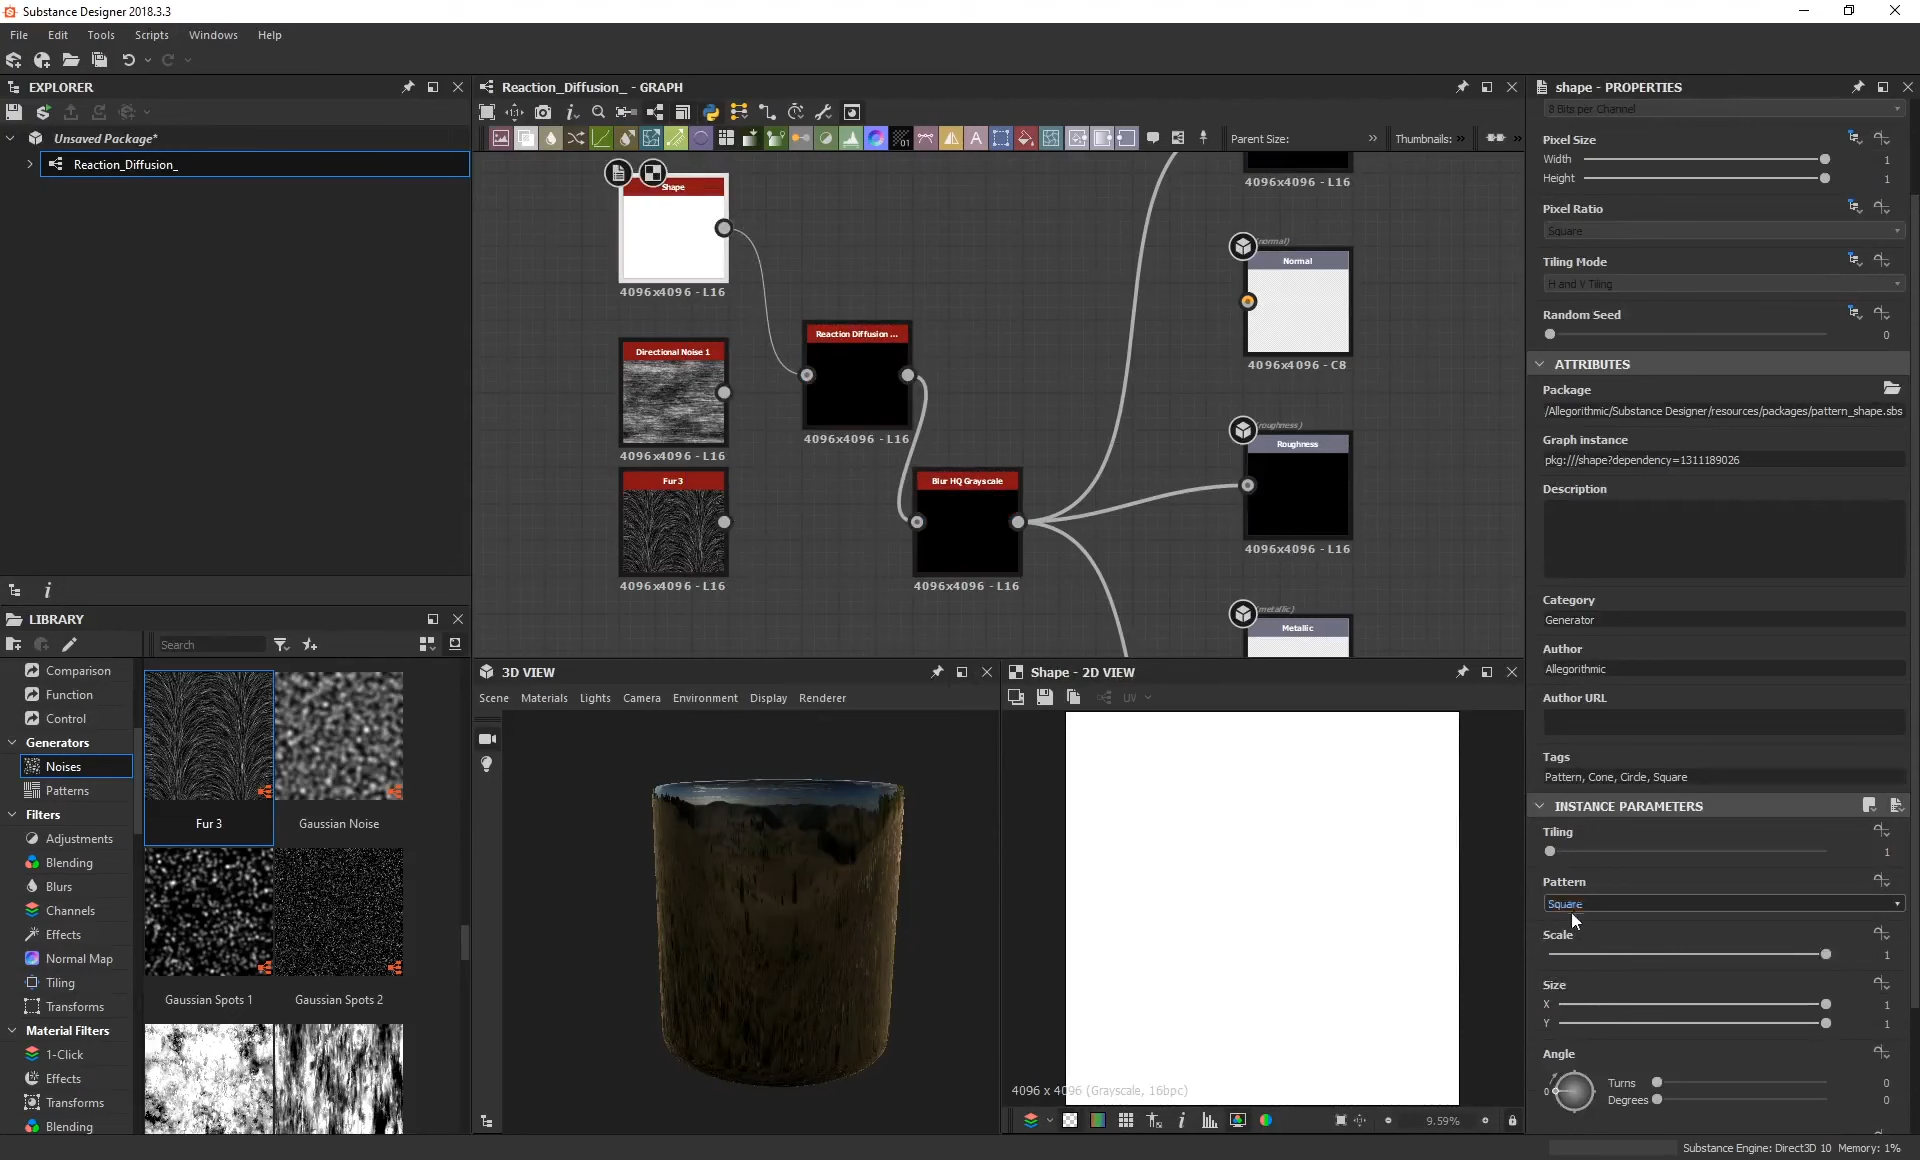 Substance Designer 2018.3.3
File Edit Tools Scripts Windows Help
EXPLORER
Unsaved Package*
Reaction_Diffusion_
LIBRARY
Search
Comparison
Function
Control
Generators
Noises
Patterns
Filters
Adjustments
Blending
Blurs
Channels
Effects
Normal Map
Tiling
Transforms
Material Filters
1-Click
Effects
Transforms
Blending
Fur 3
Gaussian Noise
Gaussian Spots 1
Gaussian Spots 2
Reaction_Diffusion_ - GRAPH
Parent Size:
Thumbnails:
Shape
4096x4096 - L16
Directional Noise 1
4096x4096 - L16
Fur 3
4096x4096 - L16
Reaction Diffusion ...
4096x4096 - L16
Blur HQ Grayscale
4096x4096 - L16
4096x4096 - L16
(normal)
Normal
4096x4096 - C8
(roughness)
Roughness
4096x4096 - L16
(metallic)
Metallic
3D VIEW
Scene Materials Lights Camera Environment Display Renderer
Shape - 2D VIEW
UV
4096 x 4096 (Grayscale, 16bpc)
9.59%
shape - PROPERTIES
8 Bits per Channel
Pixel Size
Width 1
Height 1
Pixel Ratio
Square
Tiling Mode
H and V Tiling
Random Seed
0
ATTRIBUTES
Package
/Allegorithmic/Substance Designer/resources/packages/pattern_shape.sbs
Graph instance
pkg:///shape?dependency=1311189026
Description
Category
Generator
Author
Allegorithmic
Author URL
Tags
Pattern, Cone, Circle, Square
INSTANCE PARAMETERS
Tiling
1
Pattern
Square
Scale
1
Size
X 1
Y 1
Angle
0
Turns 0
Degrees 0
Substance Engine: Direct3D 10 Memory: 1%